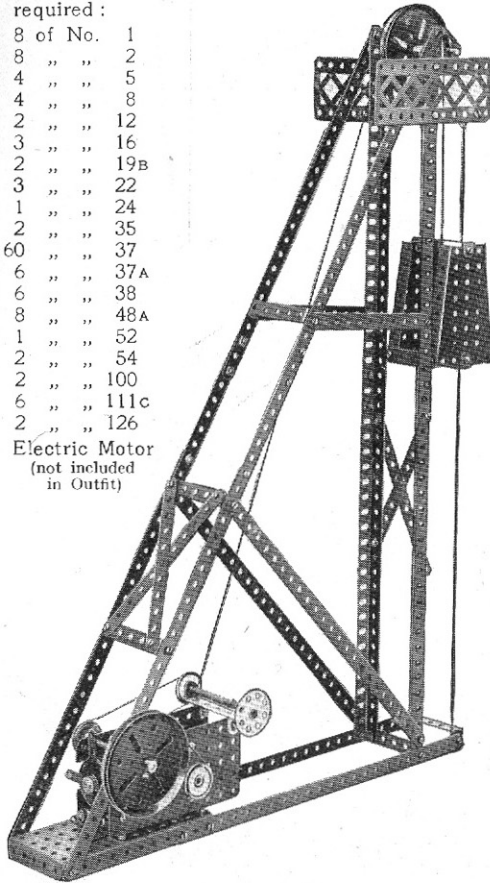 required :
8 of No. 1
8 „ „ 2
4 „ „ 5
4 „ „ 8
2 „ „ 12
3 „ „ 16
2 „ „ 19B
3 „ „ 22
1 „ „ 24
2 „ „ 35
60 „ „ 37
6 „ „ 37A
6 „ „ 38
8 „ „ 48A
1 „ „ 52
2 „ „ 54
2 „ „ 100
6 „ „ 111c
2 „ „ 126
Electric Motor
(not included
in Outfit)